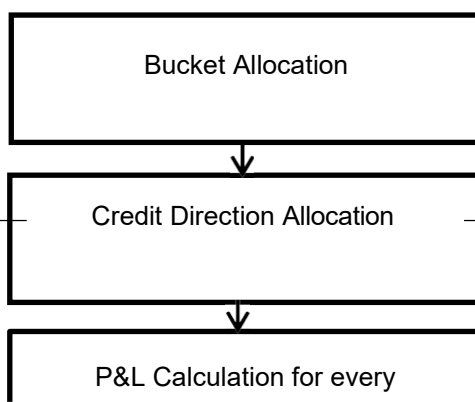 Bucket Allocation
Credit Direction Allocation
P&L Calculation for every